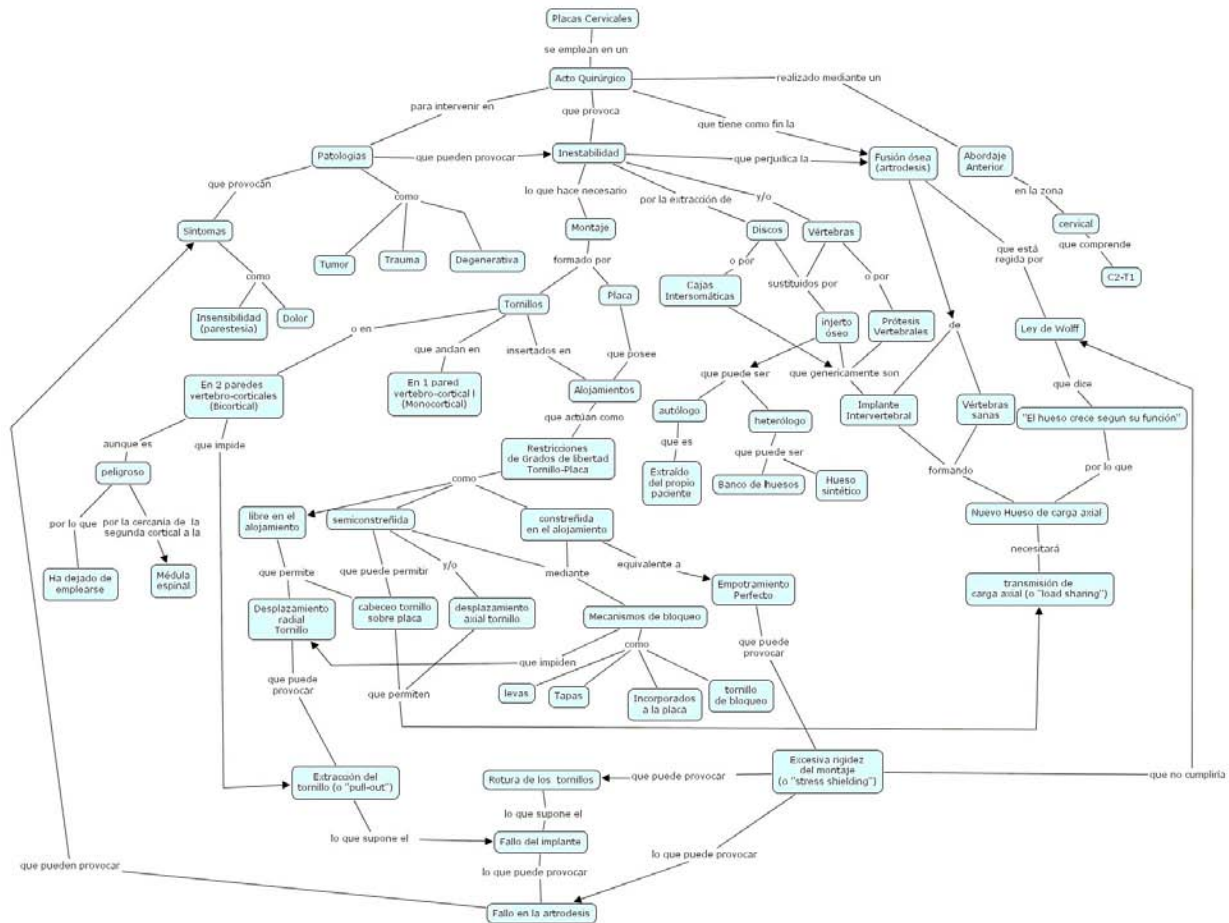 Placas Cervicales
se emplean en un
Acto Quirúrgico
realizado mediante un
para intervenir en
que provoca
que tiene como fin la
Patologías
que pueden provocar
Inestabilidad
que perjudica la
Fusión ósea
(artrodesis)
Abordaje
Anterior
que provocan
como
lo que hace necesario
por la extracción de
y/o
en la zona
Síntomas
Montaje
Discos
Vértebras
cervical
Tumor
Trauma
Degenerativa
formado por
o por
que está
regida por
que comprende
como
Cajas
Intersomáticas
sustituidos por
o por
C2-T1
Insensibilidad
(parestesia)
Dolor
Tornillos
Placa
injerto
óseo
Prótesis
Vertebrales
Ley de Wolff
o en
que andan en
insertados en
que posee
de
En 2 paredes
vertebro-corticales
(Bicortical)
En 1 pared
vertebro-cortical l
(Monocortical)
Alojamientos
que puede ser
que genéricamente son
que dice
que actúan como
autólogo
heterólogo
Implante
Intervertebral
Vértebras
sanas
"El hueso crece segun su función"
aunque es
que impide
Restricciones
de Grados de libertad
Tornillo-Placa
que es
que puede ser
peligroso
Extraído
del propio
paciente
Banco de huesos
Hueso
sintético
formando
por lo que
como
por lo que
por la cercanía de la
segunda cortical a la
libre en el
alojamiento
semiconstreñida
constreñida
en el alojamiento
Nuevo Hueso de carga axial
Ha dejado de
emplearse
Médula
espinal
que permite
que puede permitir
y/o
mediante
equivalente a
necesitará
Empotramiento
Perfecto
transmisión de
carga axial (o "load sharing")
Desplazamiento
radial
Tornillo
cabeceo tornillo
sobre placa
desplazamiento
axial tornillo
Mecanismos de bloqueo
que puede
provocar
que impiden
como
que puede
provocar
que permiten
levas
Tapas
Incorporados
a la placa
tornillo
de bloqueo
Extracción del
tornillo (o "pull-out")
Rotura de los tornillos
que puede provocar
Excesiva rigidez
del montaje
(o "stress shielding")
que no cumpliría
lo que supone el
lo que supone el
Fallo del implante
lo que puede provocar
que pueden provocar
lo que puede provocar
Fallo en la artrodesis